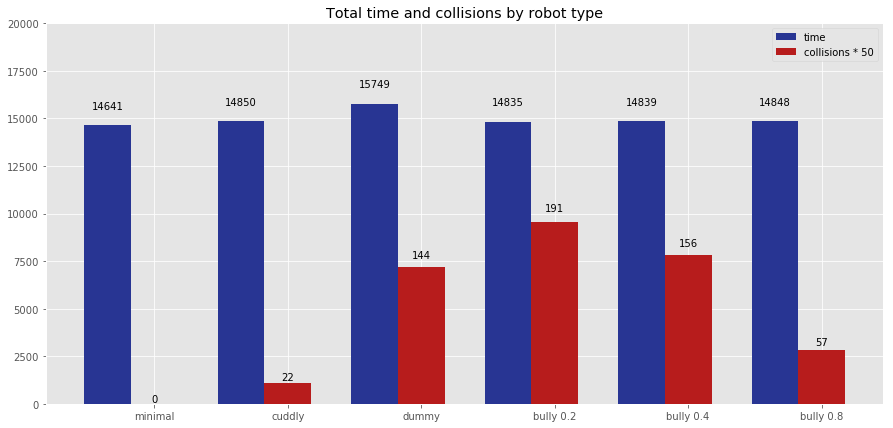 Total time and collisions by robot type
time
collisions * 50
20000
17500
15000
12500
10000
7500
5000
2500
0
14641
0
14850
22
15749
144
14835
191
14839
156
14848
57
minimal
cuddly
dummy
bully 0.2
bully 0.4
bully 0.8